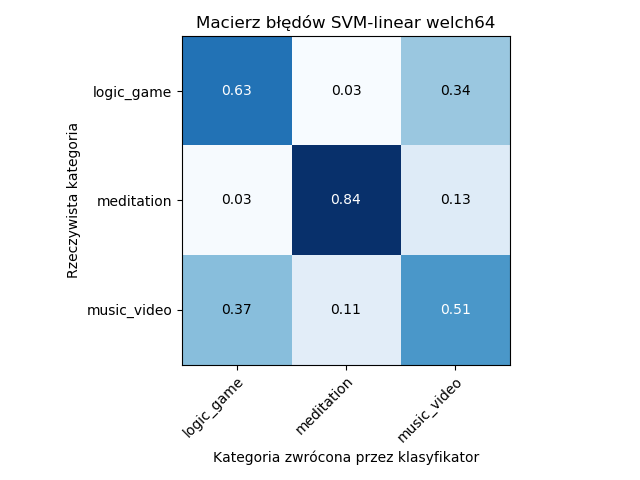 Macierz błędów SVM-linear welch64
Rzeczywista kategoria
logic_game
0.63
0.03
0.34
meditation
0.03
0.84
0.13
music_video
0.37
0.11
0.51
logic_game
meditation
music_video
Kategoria zwrócona przez klasyfikator